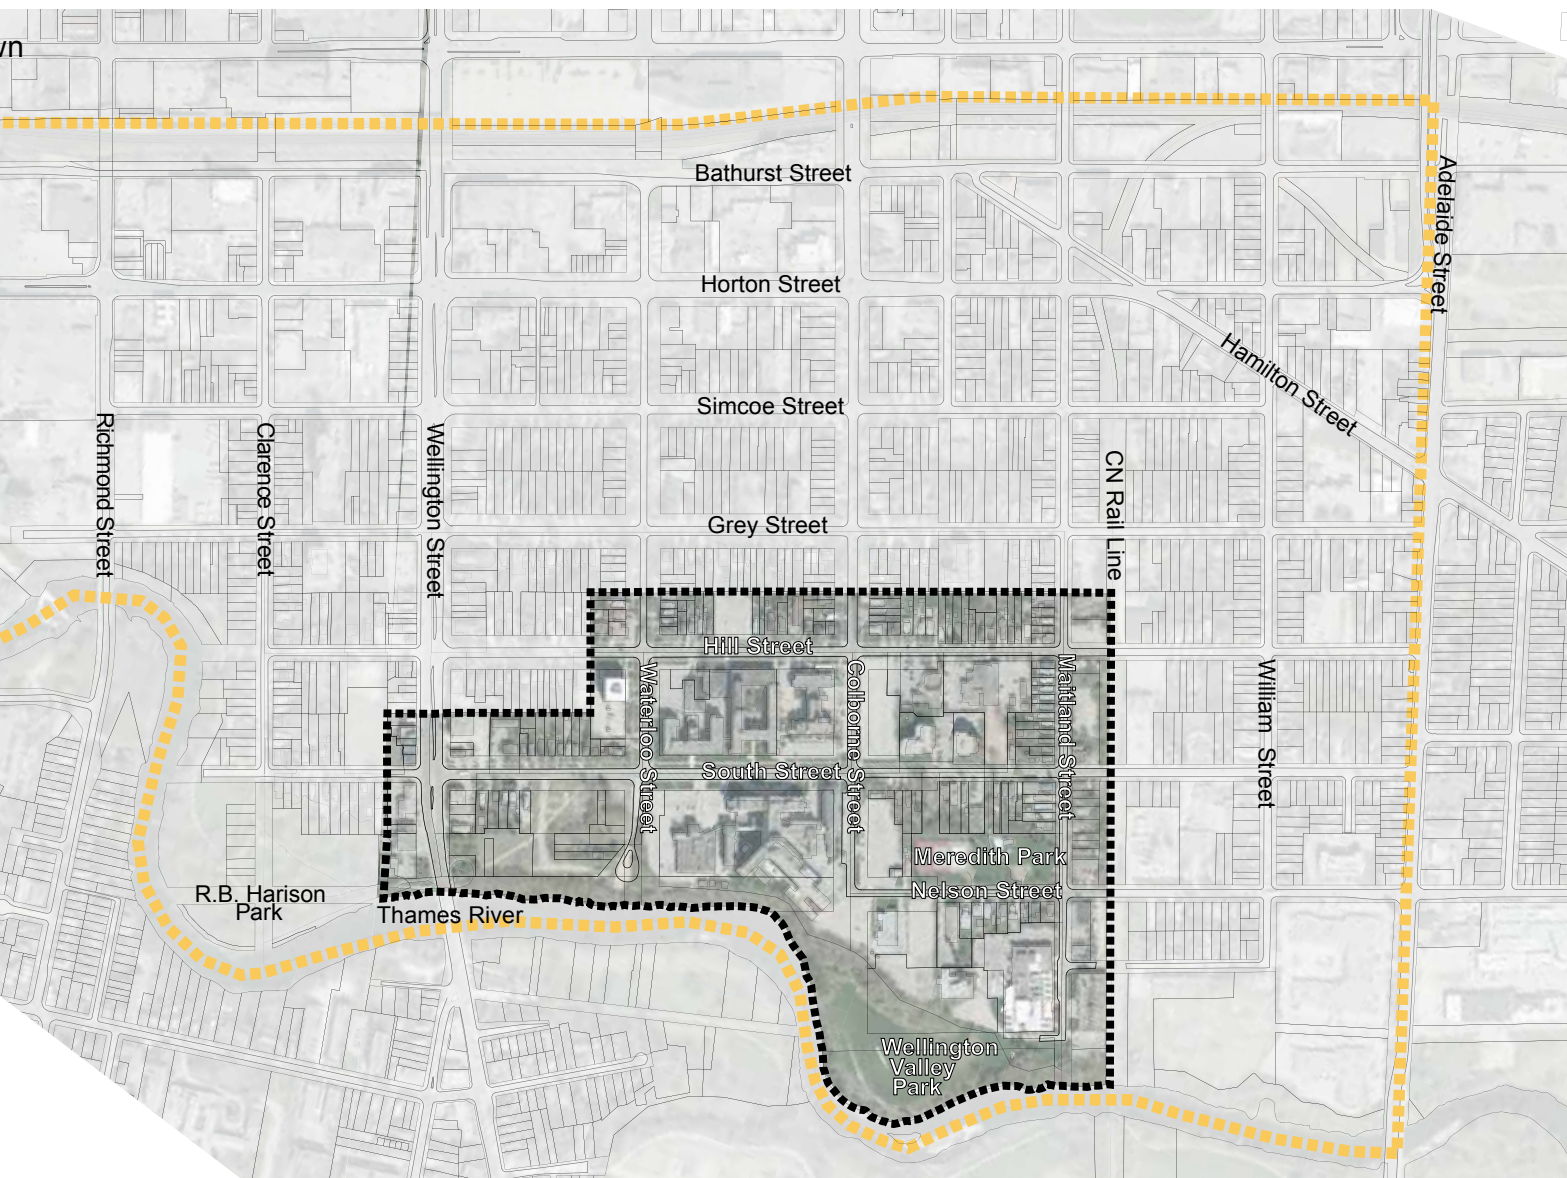 wn
Bathurst Street
Adelaide Street
Horton Street
Hamilton Street
Simcoe Street
Richmond Street
Clarence Street
Wellington Street
CN Rail Line
Grey Street
Hill Street
Waterloo Street
Colborne Street
Maitland Street
William Street
South Street
Meredith Park
Nelson Street
R.B. Harison
Park
Thames River
Wellington
Valley
Park